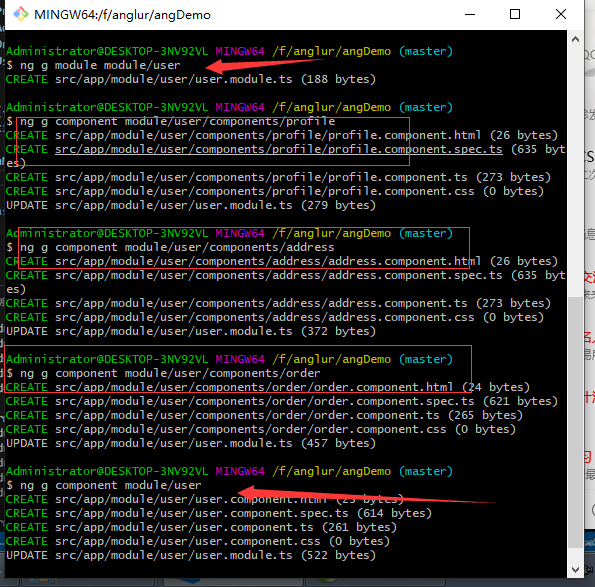 MINGW64:/f/anglur/angDemo
Administrator@DESKTOP-3NV92VL MINGW64 /f/anglur/angDemo (master)
$ ng g module module/user
CREATE src/app/module/user/user.module.ts (188 bytes)
Administrator@DESKTOP-3NV92VL MINGW64 /f/anglur/angDemo (master)
$ ng g component module/user/components/profile
CREATE src/app/module/user/components/profile/profile.component.html (26 bytes)
CREATE src/app/module/user/components/profile/profile.component.spec.ts (635 byt
es)
CREATE src/app/module/user/components/profile/profile.component.ts (273 bytes)
CREATE src/app/module/user/components/profile/profile.component.css (0 bytes)
UPDATE src/app/module/user/user.module.ts (279 bytes)
Administrator@DESKTOP-3NV92VL MINGW64 /f/anglur/angDemo (master)
$ ng g component module/user/components/address
CREATE src/app/module/user/components/address/address.component.html (26 bytes)
CREATE src/app/module/user/components/address/address.component.spec.ts (635 byt
es)
CREATE src/app/module/user/components/address/address.component.ts (273 bytes)
CREATE src/app/module/user/components/address/address.component.css (0 bytes)
UPDATE src/app/module/user/user.module.ts (372 bytes)
Administrator@DESKTOP-3NV92VL MINGW64 /f/anglur/angDemo (master)
$ ng g component module/user/components/order
CREATE src/app/module/user/components/order/order.component.html (24 bytes)
CREATE src/app/module/user/components/order/order.component.spec.ts (621 bytes)
CREATE src/app/module/user/components/order/order.component.ts (265 bytes)
CREATE src/app/module/user/components/order/order.component.css (0 bytes)
UPDATE src/app/module/user/user.module.ts (457 bytes)
Administrator@DESKTOP-3NV92VL MINGW64 /f/anglur/angDemo (master)
$ ng g component module/user
CREATE src/app/module/user/user.component.html (23 bytes)
CREATE src/app/module/user/user.component.spec.ts (614 bytes)
CREATE src/app/module/user/user.component.ts (261 bytes)
CREATE src/app/module/user/user.component.css (0 bytes)
UPDATE src/app/module/user/user.module.ts (522 bytes)